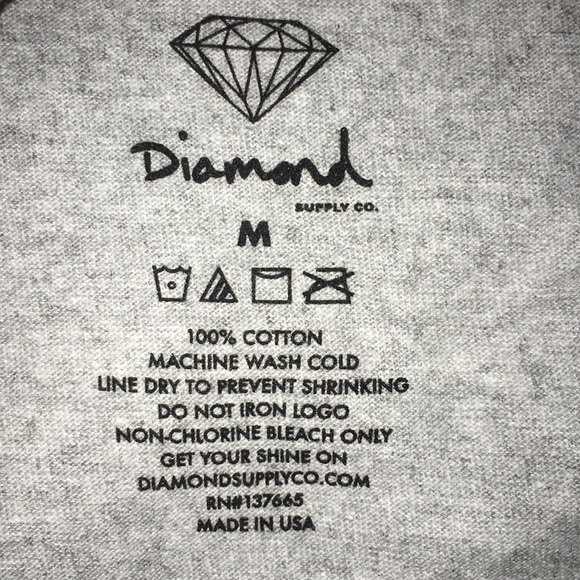 Diamond
SUPPLY CO.
M
100% COTTON
MACHINE WASH COLD
LINE DRY TO PREVENT SHRINKING
DO NOT IRON LOGO
NON-CHLORINE BLEACH ONLY
GET YOUR SHINE ON
DIAMONDSUPPLYCO.COM
RN#137665
MADE IN USA